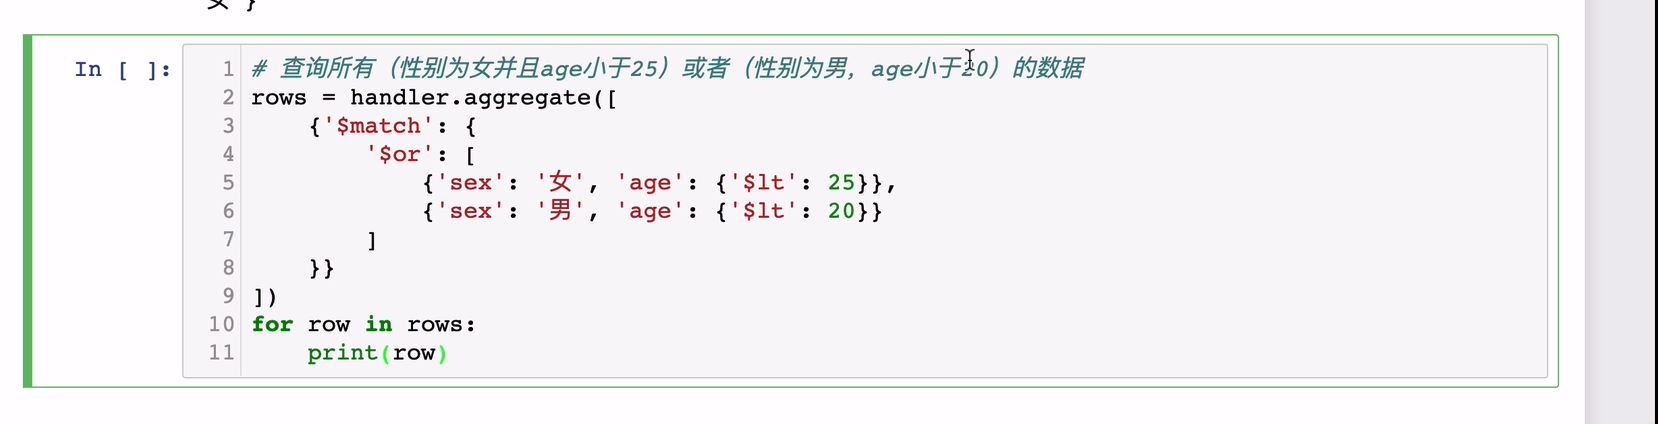 女 }
In [ ]:
1 # 查询所有（性别为女并且age小于25）或者（性别为男，age小于20）的数据
2 rows = handler.aggregate([
3     {'$match': {
4         '$or': [
5             {'sex': '女', 'age': {'$lt': 25}},
6             {'sex': '男', 'age': {'$lt': 20}}
7         ]
8     }}
9 ])
10 for row in rows:
11     print(row)